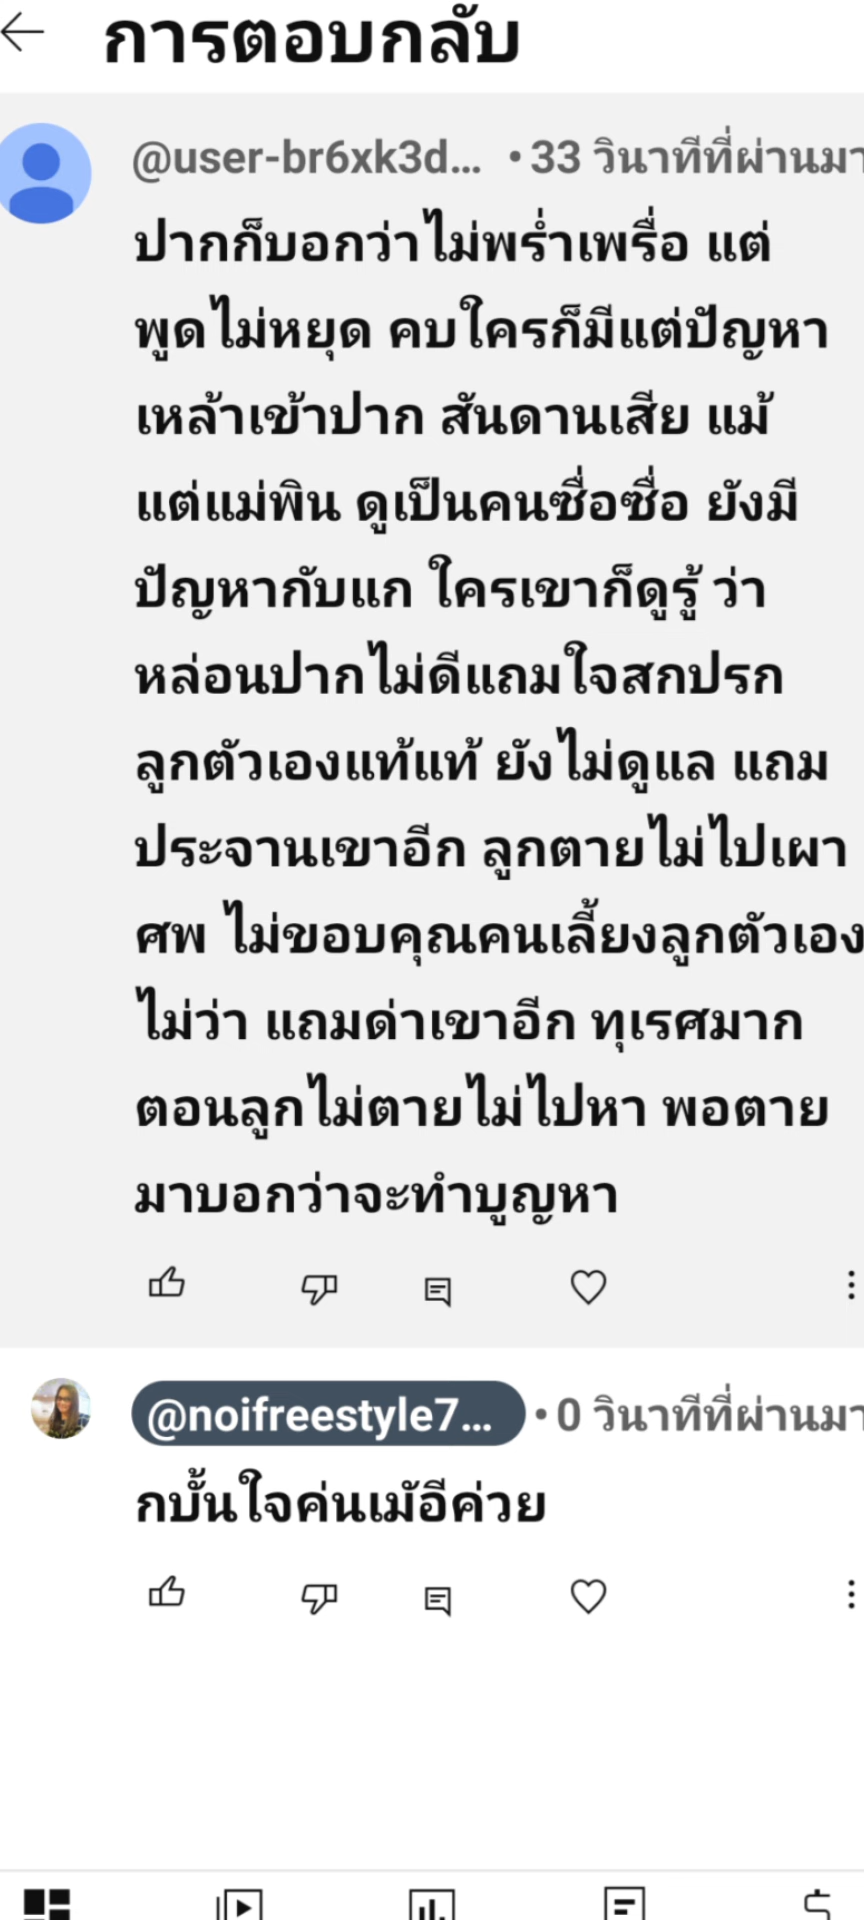 การตอบกลับ
@user-br6xk3d... • 33 วินาทีที่ผ่านมา
ปากก็บอกว่าไม่พร่ำเพรื่อ แต่
พูดไม่หยุด คบใครก็มีแต่ปัญหา
เหล้าเข้าปาก สันดานเสีย แม้
แต่แม่พิน ดูเป็นคนซื่อซื่อ ยังมี
ปัญหากับแก ใครเขาก็ดูรู้ ว่า
หล่อนปากไม่ดีแถมใจสกปรก
ลูกตัวเองแท้แท้ ยังไม่ดูแล แถม
ประจานเขาอีก ลูกตายไม่ไปเผา
ศพ ไม่ขอบคุณคนเลี้ยงลูกตัวเอง
ไม่ว่า แถมด่าเขาอีก ทุเรศมาก
ตอนลูกไม่ตายไม่ไปหา พอตาย
มาบอกว่าจะทำบูญหา
@noifreestyle7... • 0 วินาทีที่ผ่านมา
กบั้นใจค่นเมัอีค่วย